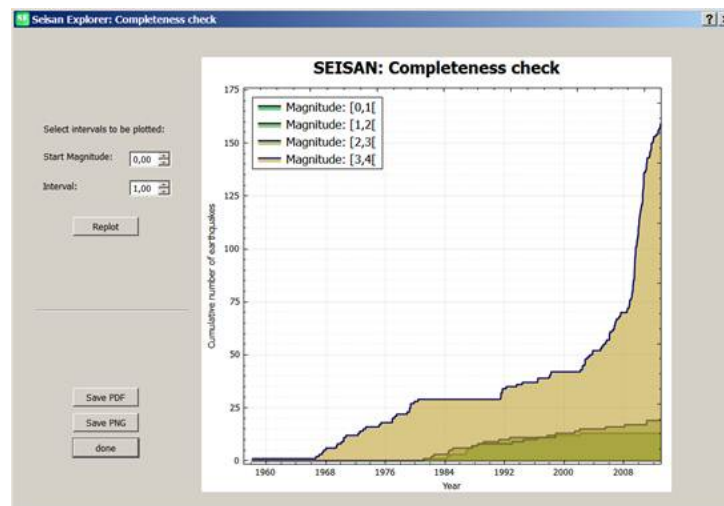 SE Seisan Explorer: Completeness check
SEISAN: Completeness check
Select intervals to be plotted:
Start Magnitude: 0,00
Interval: 1,00
Replot
Save PDF
Save PNG
done
Cumulative number of earthquakes
175
150
125
100
75
50
25
0
Magnitude: [0,1[
Magnitude: [1,2[
Magnitude: [2,3[
Magnitude: [3,4[
1960 1968 1976 1984 1992 2000 2008
Year